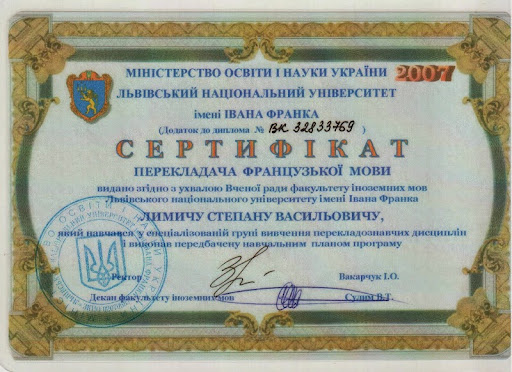 МІНІСТЕРСТВО ОСВІТИ І НАУКИ УКРАЇНИ 2007
ЛЬВІВСЬКИЙ НАЦІОНАЛЬНИЙ УНІВЕРСИТЕТ
імені ІВАНА ФРАНКА
(Додаток до диплома № ВК 32833769)
СЕРТИФІКАТ
ПЕРЕКЛАДАЧА ФРАНЦУЗЬКОЇ МОВИ
видано згідно з ухвалою Вченої ради факультету іноземних мов
Львівського національного університету імені Івана Франка
ЛИМИЧУ СТЕПАНУ ВАСИЛЬОВИЧУ,
який навчався у спеціалізованій групі вивчення перекладознавчих дисциплін
і виконав передбачену навчальним планом програму
Ректор Вакарчук І.О.
Декан факультету іноземних мов Сулим В.Т.